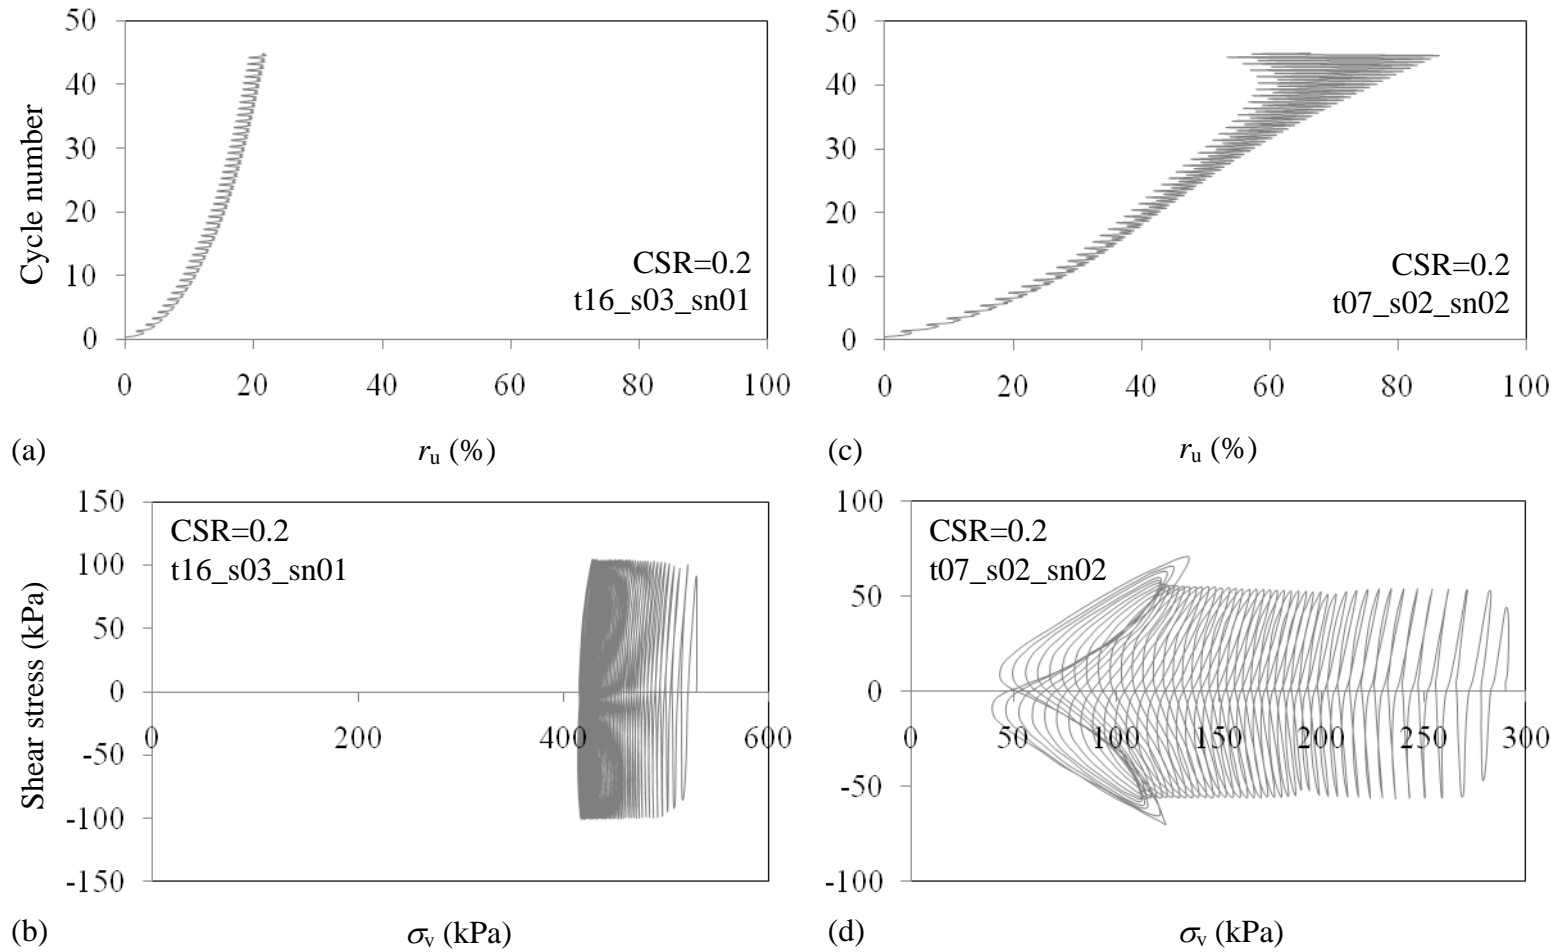 50
40
30
20
10
0
Cycle number
CSR=0.2
t16_s03_sn01
0 20 40 60 80 100
(a) r_u (%)
50
40
30
20
10
0
CSR=0.2
t07_s02_sn02
0 20 40 60 80 100
(c) r_u (%)
150
100
50
0
-50
-100
-150
Shear stress (kPa)
CSR=0.2
t16_s03_sn01
0 200 400 600
(b) σ_v (kPa)
100
50
0
-50
-100
CSR=0.2
t07_s02_sn02
0 50 100 150 200 250 300
(d) σ_v (kPa)